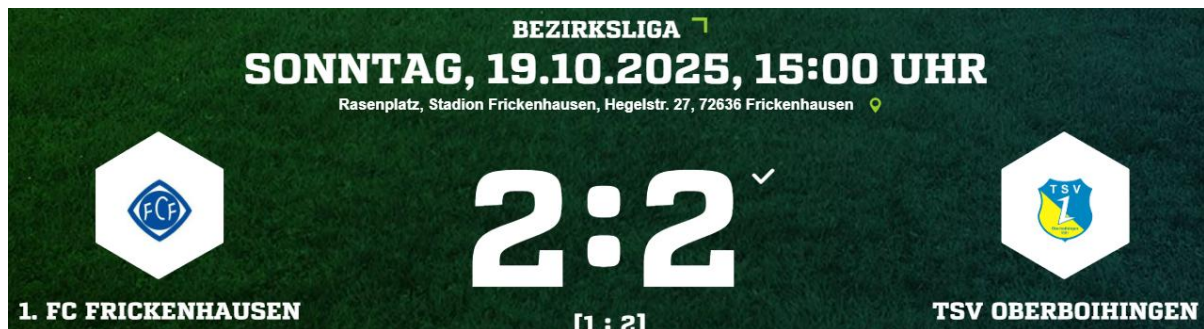 BEZIRKSLIGA
SONNTAG, 19.10.2025, 15:00 UHR
Rasenplatz, Stadion Frickenhausen, Hegelstr. 27, 72636 Frickenhausen
FCF
TSV
2:2
1. FC FRICKENHAUSEN
TSV OBERBOIHINGEN
[1 : 2]